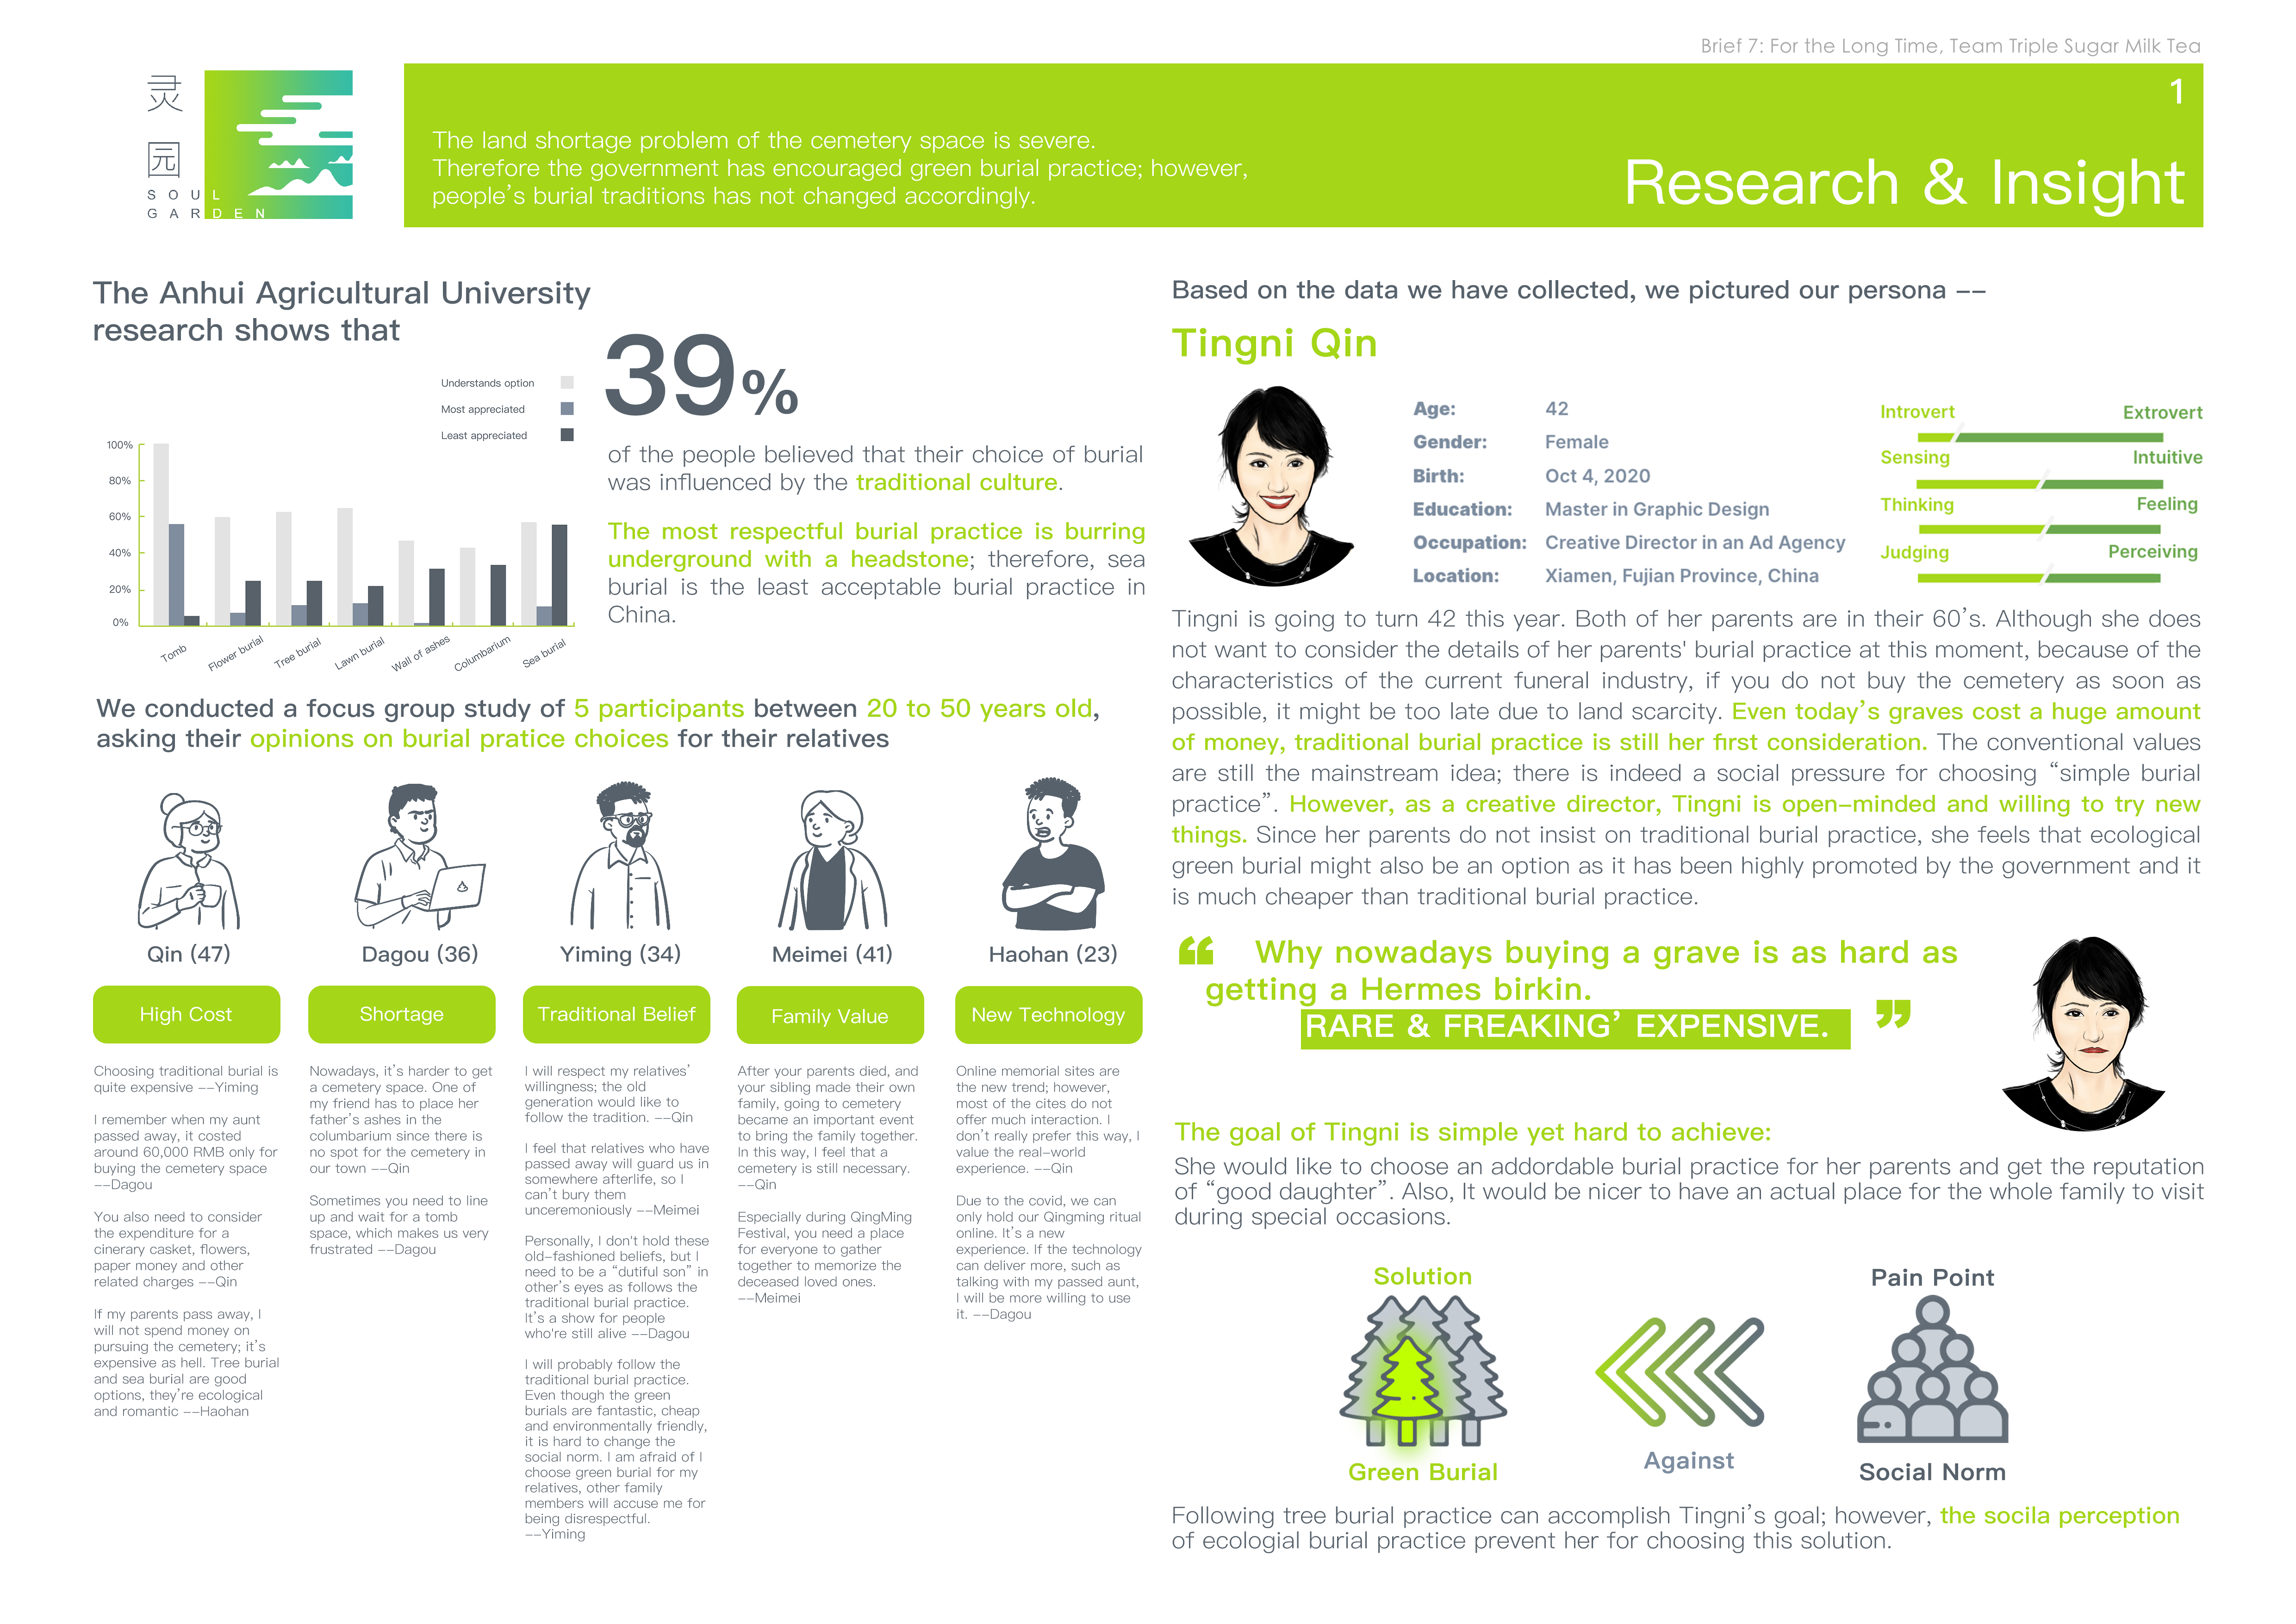 Brief 7: For the Long Time, Team Triple Sugar Milk Tea
灵
园
SOUL
GARDEN
The land shortage problem of the cemetery space is severe.
Therefore the government has encouraged green burial practice; however,
people's burial traditions has not changed accordingly.
1
Research & Insight
The Anhui Agricultural University
research shows that
Understands option
Most appreciated
Least appreciated
100%
80%
60%
40%
20%
0%
Tomb
Flower burial
Tree burial
Lawn burial
Wall of ashes
Columbarium
Sea burial
39%
of the people believed that their choice of burial
was influenced by the traditional culture.
The most respectful burial practice is burring
underground with a headstone; therefore, sea
burial is the least acceptable burial practice in
China.
We conducted a focus group study of 5 participants between 20 to 50 years old,
asking their opinions on burial pratice choices for their relatives
Qin (47)
Dagou (36)
Yiming (34)
Meimei (41)
Haohan (23)
High Cost
Shortage
Traditional Belief
Family Value
New Technology
Choosing traditional burial is
quite expensive --Yiming
I remember when my aunt
passed away, it costed
around 60,000 RMB only for
buying the cemetery space
--Dagou
You also need to consider
the expenditure for a
cinerary casket, flowers,
paper money and other
related charges --Qin
If my parents pass away, I
will not spend money on
pursuing the cemetery; it's
expensive as hell. Tree burial
and sea burial are good
options, they're ecological
and romantic --Haohan
Nowadays, it's harder to get
a cemetery space. One of
my friend has to place her
father's ashes in the
columbarium since there is
no spot for the cemetery in
our town --Qin
Sometimes you need to line
up and wait for a tomb
space, which makes us very
frustrated --Dagou
I will respect my relatives'
willingness; the old
generation would like to
follow the tradition. --Qin
I feel that relatives who have
passed away will guard us in
somewhere afterlife, so I
can't bury them
unceremoniously --Meimei
Personally, I don't hold these
old-fashioned beliefs, but I
need to be a "dutiful son" in
other's eyes as follows the
traditional burial practice.
It's a show for people
who're still alive --Dagou
I will probably follow the
traditional burial practice.
Even though the green
burials are fantastic, cheap
and environmentally friendly,
it is hard to change the
social norm. I am afraid of I
choose green burial for my
relatives, other family
members will accuse me for
being disrespectful.
--Yiming
After your parents died, and
your sibling made their own
family, going to cemetery
became an important event
to bring the family together.
In this way, I feel that a
cemetery is still necessary.
--Qin
Especially during QingMing
Festival, you need a place
for everyone to gather
together to memorize the
deceased loved ones.
--Meimei
Online memorial sites are
the new trend; however,
most of the cites do not
offer much interaction. I
don't really prefer this way, I
value the real-world
experience. --Qin
Due to the covid, we can
only hold our Qingming ritual
online. It's a new
experience. If the technology
can deliver more, such as
talking with my passed aunt,
I will be more willing to use
it. --Dagou
Based on the data we have collected, we pictured our persona --
Tingni Qin
Age: 42
Gender: Female
Birth: Oct 4, 2020
Education: Master in Graphic Design
Occupation: Creative Director in an Ad Agency
Location: Xiamen, Fujian Province, China
Introvert Extrovert
Sensing Intuitive
Thinking Feeling
Judging Perceiving
Tingni is going to turn 42 this year. Both of her parents are in their 60's. Although she does
not want to consider the details of her parents' burial practice at this moment, because of the
characteristics of the current funeral industry, if you do not buy the cemetery as soon as
possible, it might be too late due to land scarcity. Even today's graves cost a huge amount
of money, traditional burial practice is still her first consideration. The conventional values
are still the mainstream idea; there is indeed a social pressure for choosing "simple burial
practice". However, as a creative director, Tingni is open-minded and willing to try new
things. Since her parents do not insist on traditional burial practice, she feels that ecological
green burial might also be an option as it has been highly promoted by the government and it
is much cheaper than traditional burial practice.
“ Why nowadays buying a grave is as hard as
getting a Hermes birkin.
RARE & FREAKING' EXPENSIVE. ”
The goal of Tingni is simple yet hard to achieve:
She would like to choose an addordable burial practice for her parents and get the reputation
of "good daughter". Also, It would be nicer to have an actual place for the whole family to visit
during special occasions.
Solution
Green Burial
Against
Pain Point
Social Norm
Following tree burial practice can accomplish Tingni's goal; however, the socila perception
of ecologial burial practice prevent her for choosing this solution.